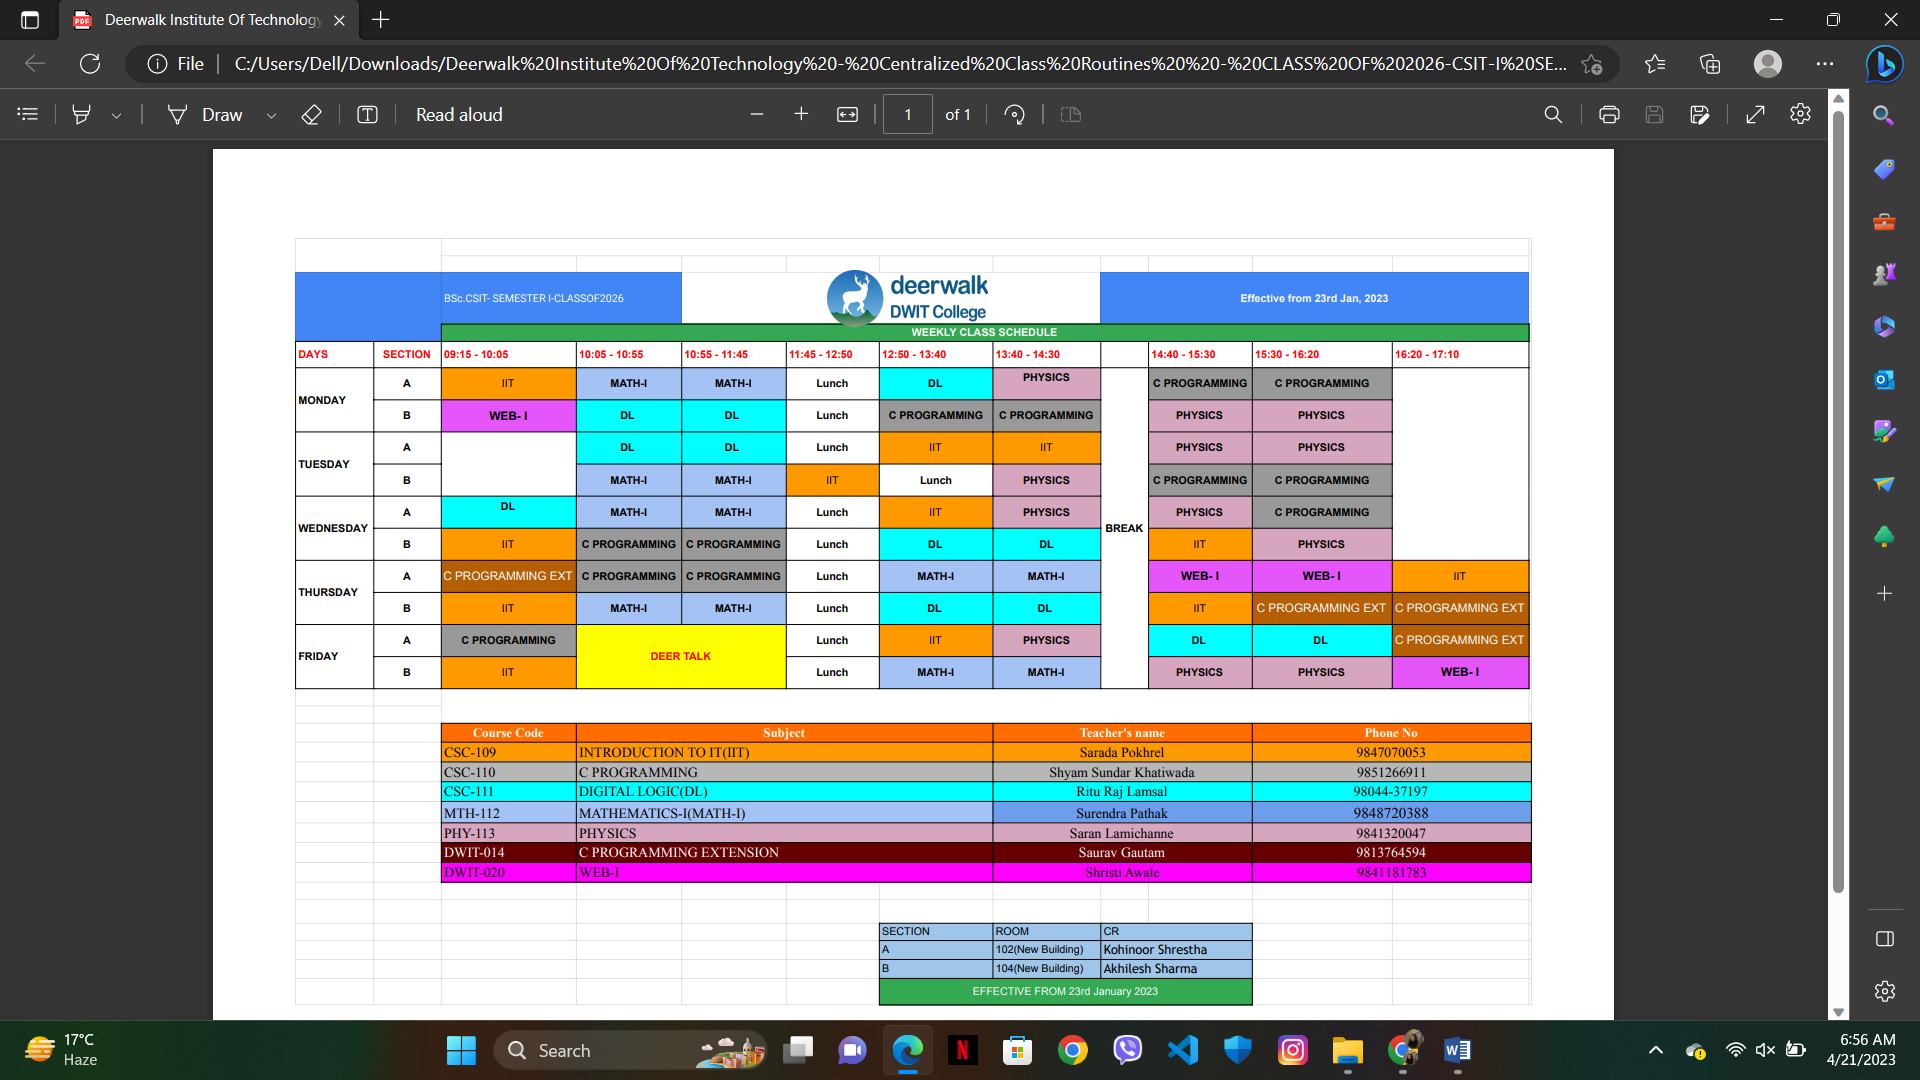 Deerwalk Institute Of Technology
File C:/Users/Dell/Downloads/Deerwalk%20Institute%20Of%20Technology%20-%20Centralized%20Class%20Routines%20%20-%20CLASS%20OF%202026-CSIT-I%20SE...
Draw Read aloud 1 of 1
BSc.CSIT- SEMESTER I-CLASSOF2026 deerwalk Effective from 23rd Jan, 2023
DWIT College
WEEKLY CLASS SCHEDULE
DAYS SECTION 09:15 - 10:05 10:05 - 10:55 10:55 - 11:45 11:45 - 12:50 12:50 - 13:40 13:40 - 14:30 14:40 - 15:30 15:30 - 16:20 16:20 - 17:10
MONDAY A IIT MATH-I MATH-I Lunch DL PHYSICS C PROGRAMMING C PROGRAMMING
B WEB- I DL DL Lunch C PROGRAMMING C PROGRAMMING PHYSICS PHYSICS
TUESDAY A DL DL Lunch IIT IIT PHYSICS PHYSICS
B MATH-I MATH-I IIT Lunch PHYSICS C PROGRAMMING C PROGRAMMING
WEDNESDAY A DL MATH-I MATH-I Lunch IIT PHYSICS BREAK PHYSICS C PROGRAMMING
B IIT C PROGRAMMING C PROGRAMMING Lunch DL DL IIT PHYSICS
THURSDAY A C PROGRAMMING EXT C PROGRAMMING C PROGRAMMING Lunch MATH-I MATH-I WEB- I WEB- I IIT
B IIT MATH-I MATH-I Lunch DL DL IIT C PROGRAMMING EXT C PROGRAMMING EXT
FRIDAY A C PROGRAMMING DEER TALK Lunch IIT PHYSICS DL DL C PROGRAMMING EXT
B IIT Lunch MATH-I MATH-I PHYSICS PHYSICS WEB- I
Course Code Subject Teacher's name Phone No
CSC-109 INTRODUCTION TO IT(IIT) Sarada Pokhrel 9847070053
CSC-110 C PROGRAMMING Shyam Sundar Khatiwada 9851266911
CSC-111 DIGITAL LOGIC(DL) Ritu Raj Lamsal 98044-37197
MTH-112 MATHEMATICS-I(MATH-I) Surendra Pathak 9848720388
PHY-113 PHYSICS Saran Lamichanne 9841320047
DWIT-014 C PROGRAMMING EXTENSION Saurav Gautam 9813764594
DWIT-020 WEB-I Shristi Awale 9841181783
SECTION ROOM CR
A 102(New Building) Kohinoor Shrestha
B 104(New Building) Akhilesh Sharma
EFFECTIVE FROM 23rd January 2023
17°C
Haze
Search
6:56 AM
4/21/2023